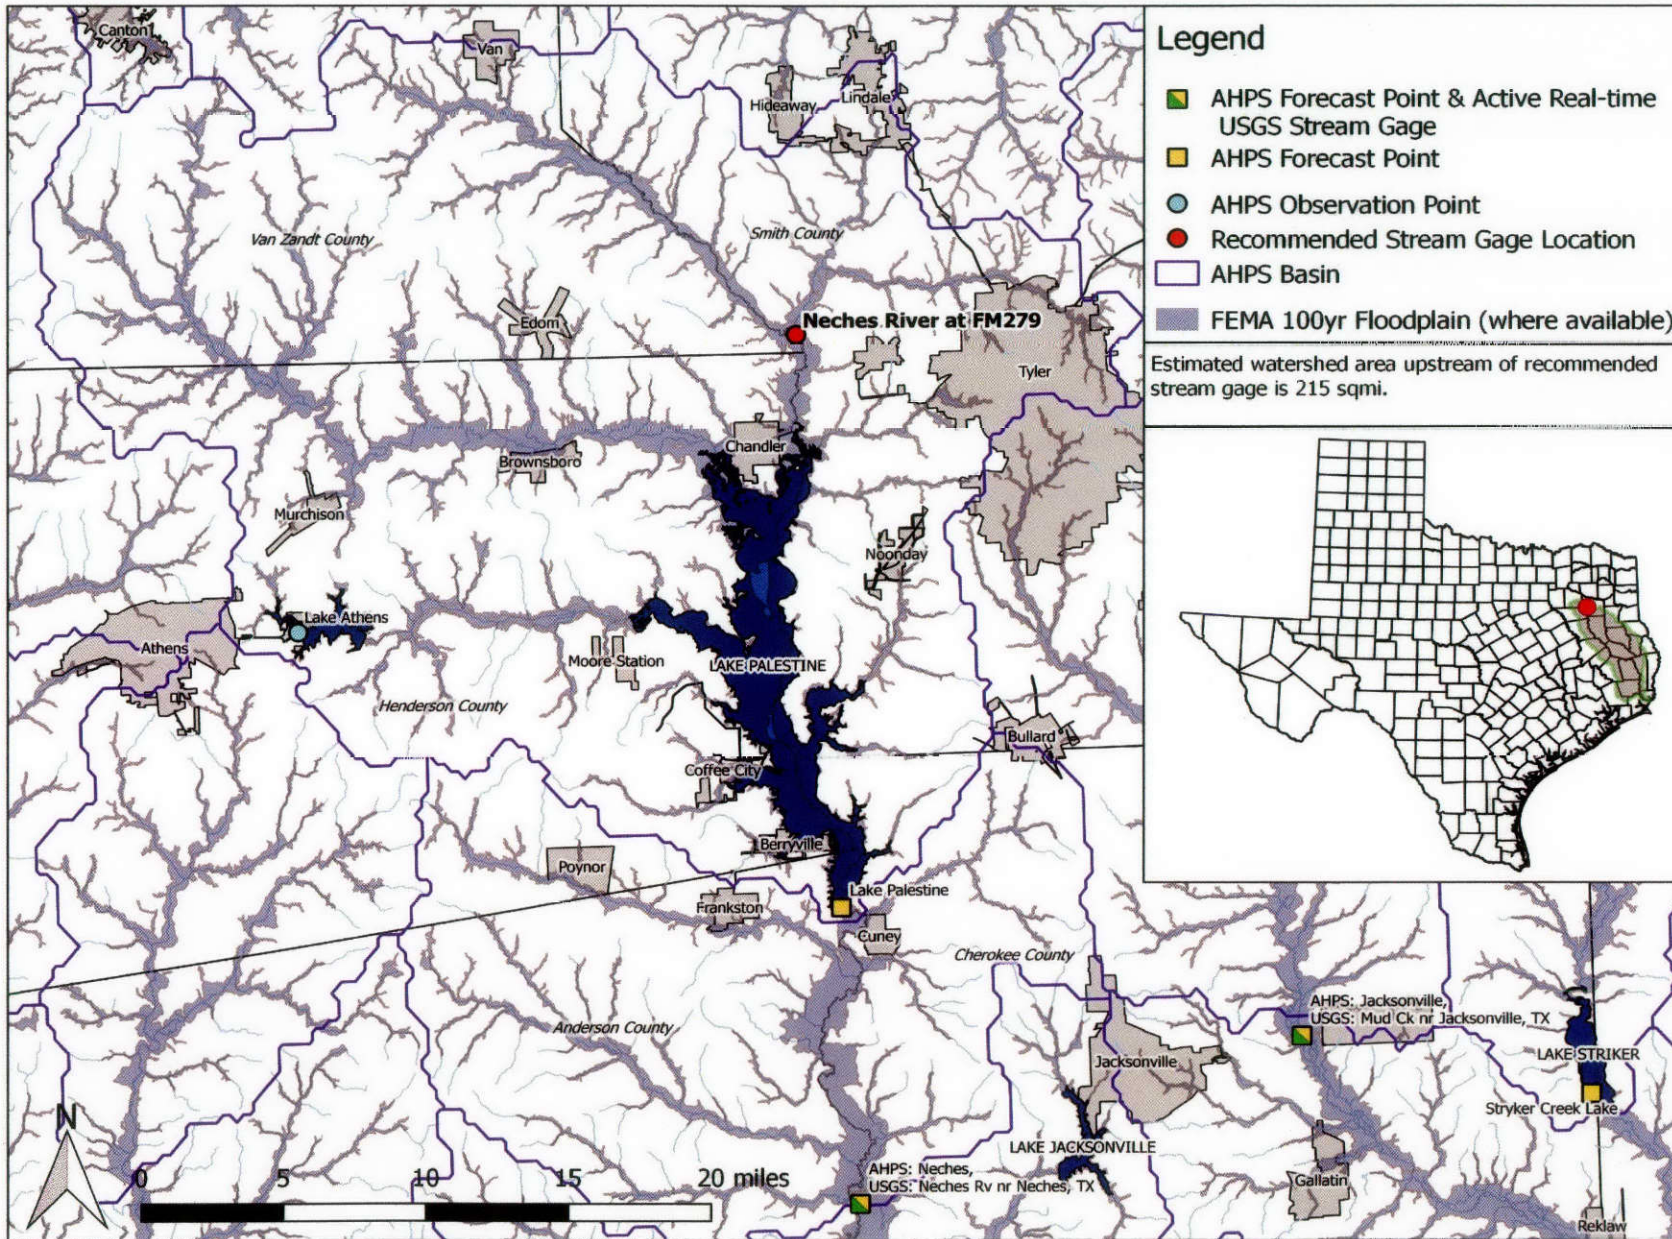 Canton
Van
Hideaway
Lindale
Van Zandt County
Smith County
Edom
Neches River at FM279
Tyler
Chandler
Brownsboro
Murchison
Noonday
Lake Athens
Athens
Moore Station
LAKE PALESTINE
Henderson County
Bullard
Coffee City
Berryville
Poynor
Lake Palestine
Frankston
Cuney
Cherokee County
Anderson County
AHPS: Jacksonville,
USGS: Mud Ck nr Jacksonville, TX
Jacksonville
LAKE STRIKER
Stryker Creek Lake
LAKE JACKSONVILLE
AHPS: Neches,
USGS: Neches Rv nr Neches, TX
Gallatin
Reklaw
N
0 5 10 15 20 miles
Legend
AHPS Forecast Point & Active Real-time
USGS Stream Gage
AHPS Forecast Point
AHPS Observation Point
Recommended Stream Gage Location
AHPS Basin
FEMA 100yr Floodplain (where available)
Estimated watershed area upstream of recommended
stream gage is 215 sqmi.